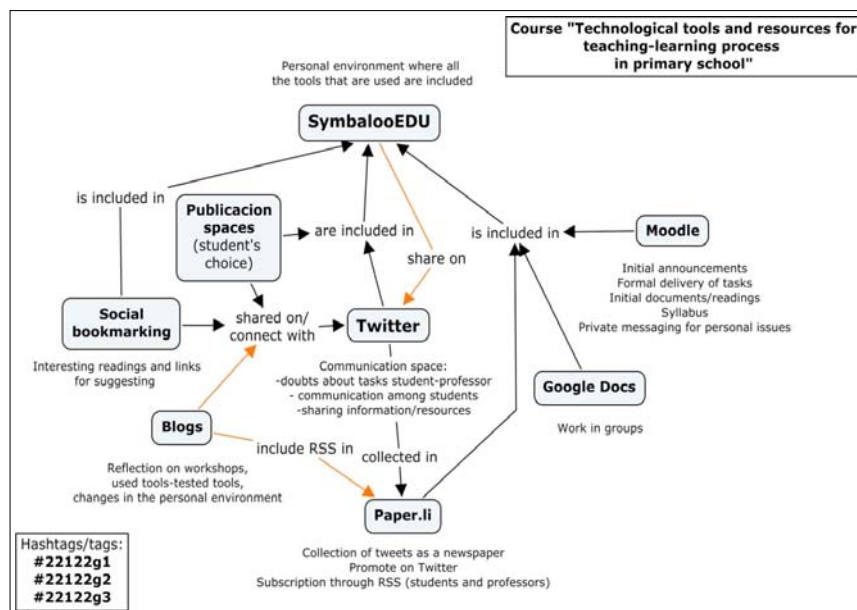 Course "Technological tools and resources for
teaching-learning process
in primary school"
Personal environment where all
the tools that are used are included
SymbalooEDU
is included in
Publicacion
spaces
(student's
choice)
are included in
is included in
Moodle
share on
Initial announcements
Formal delivery of tasks
Initial documents/readings
Syllabus
Private messaging for personal issues
Social
bookmarking
shared on/
connect with
Twitter
Interesting readings and links
for suggesting
Communication space:
-doubts about tasks student-professor
- communication among students
-sharing information/resources
Google Docs
Work in groups
Blogs
include RSS in
collected in
Reflection on workshops,
used tools-tested tools,
changes in the personal environment
Paper.li
Collection of tweets as a newspaper
Promote on Twitter
Subscription through RSS (students and professors)
Hashtags/tags:
#22122g1
#22122g2
#22122g3